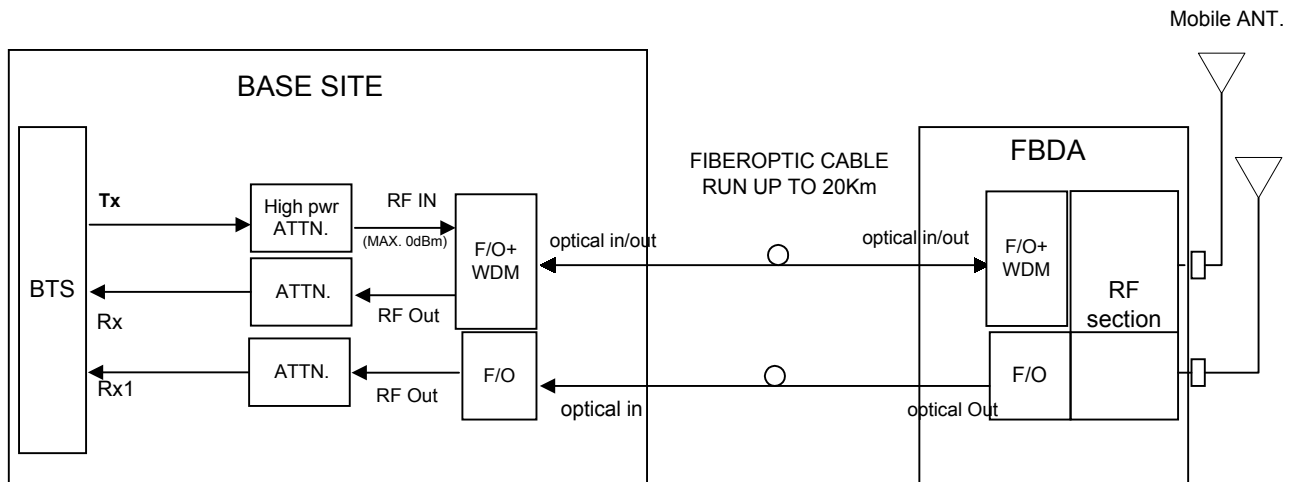 Mobile ANT.
BASE SITE
FBDA
FIBEROPTIC CABLE
RUN UP TO 20Km
Tx
High pwr
ATTN.
RF IN
(MAX. 0dBm)
F/O+
WDM
optical in/out
optical in/out
F/O+
WDM
BTS
Rx
ATTN.
RF Out
RF
section
Rx1
ATTN.
RF Out
F/O
optical in
optical Out
F/O